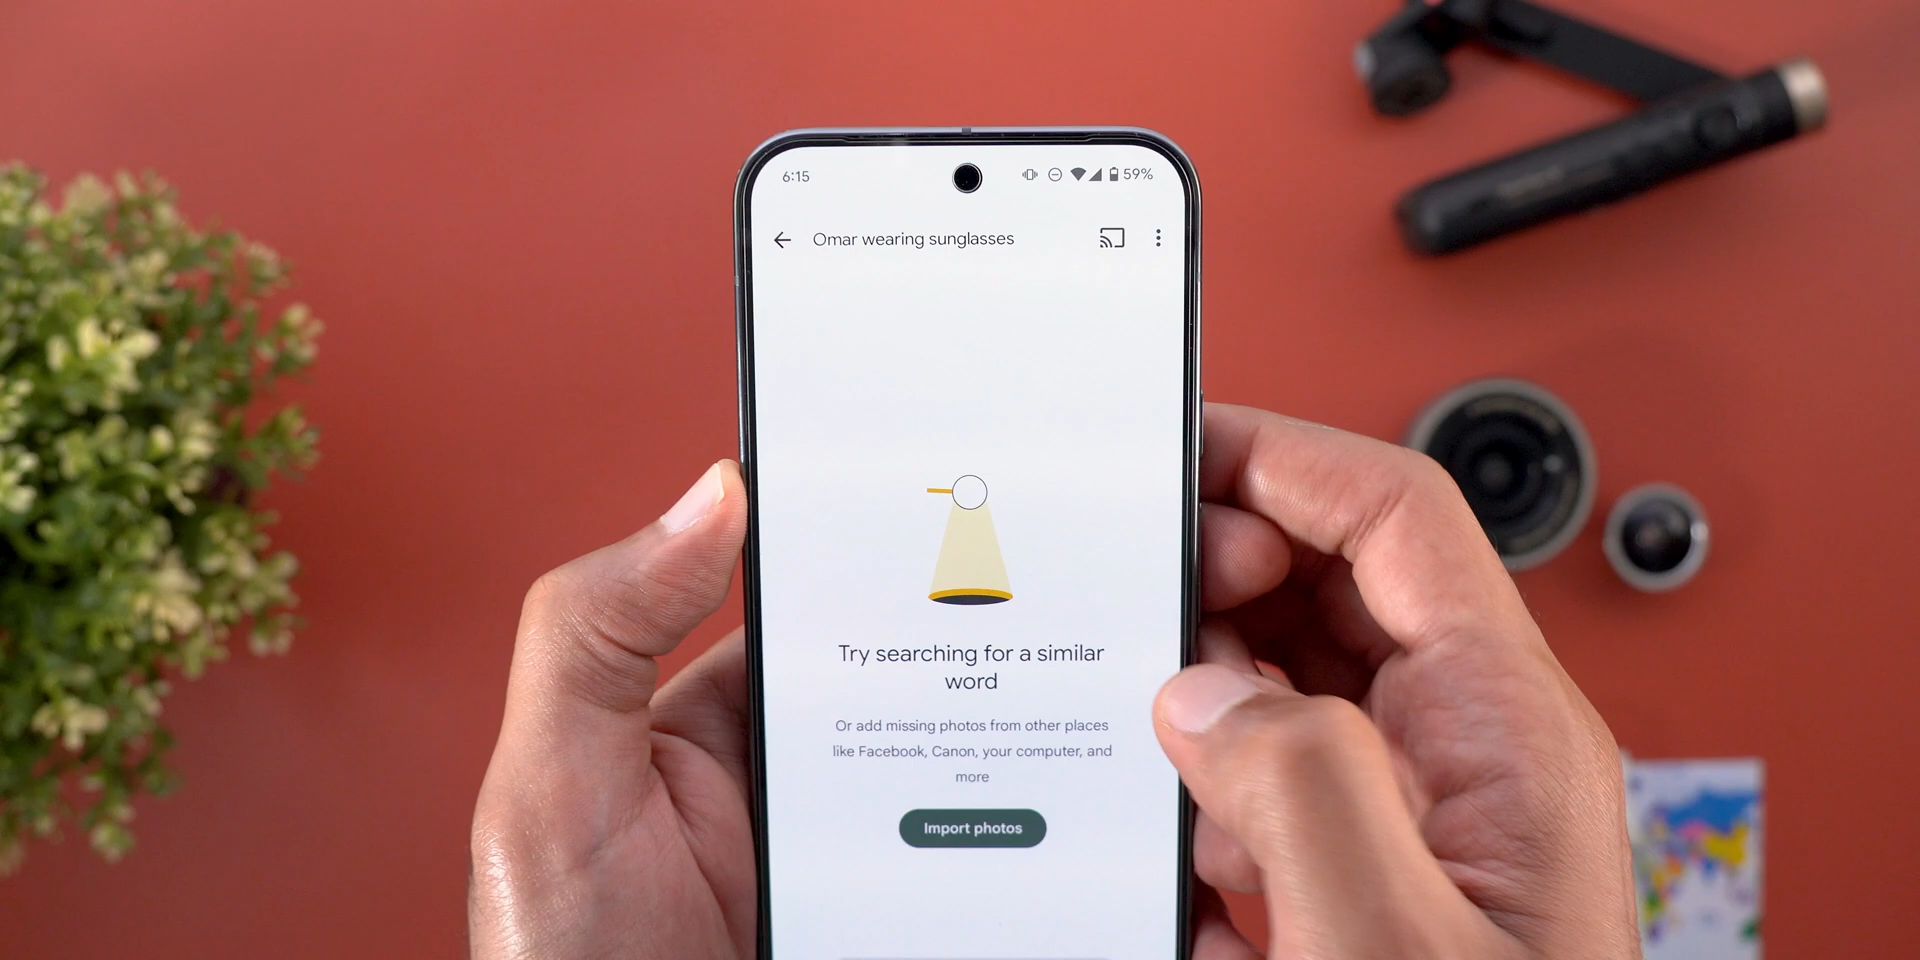 6:15
59%
Omar wearing sunglasses
Try searching for a similar
word
Or add missing photos from other places
like Facebook, Canon, your computer, and
more
Import photos